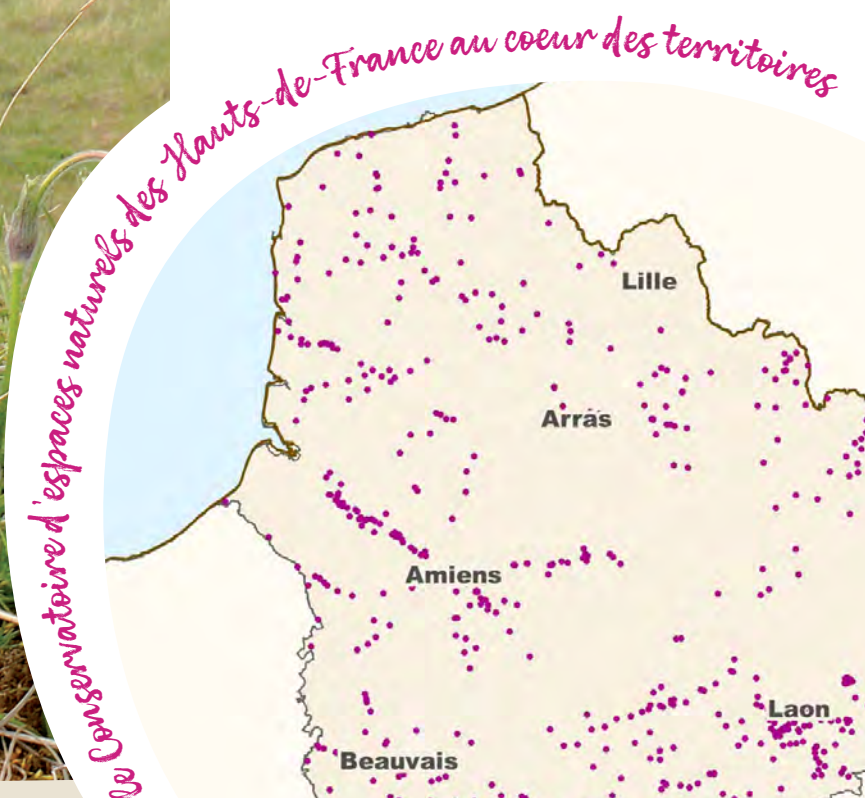 le Conservatoire d'espaces naturels des Hauts-de-France au coeur des territoires
Lille
Arras
Amiens
Laon
Beauvais